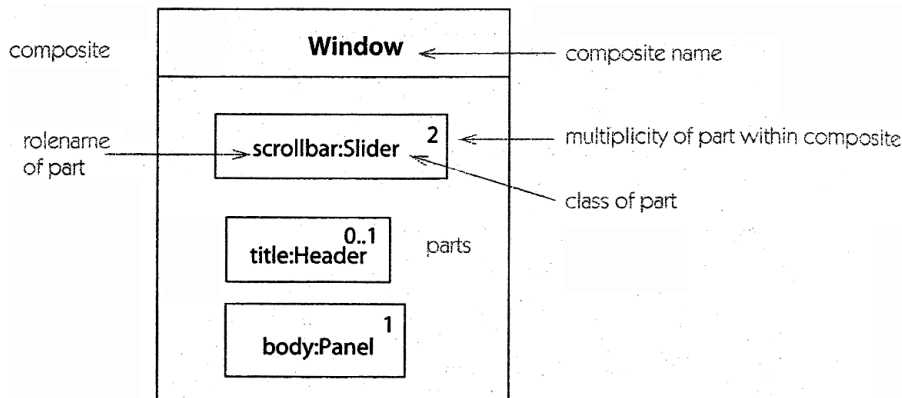 composite
Window
composite name
2
multiplicity of part within composite
rolename
of part
scrollbar:Slider
class of part
0..1
title:Header
parts
1
body:Panel